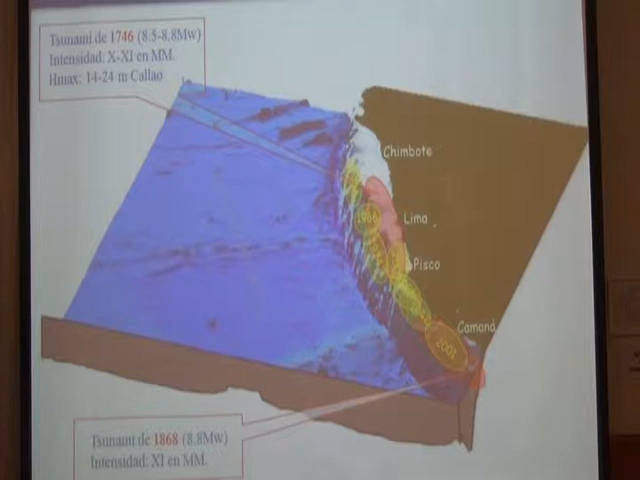 Tsunami de 1746 (8.5-8.8Mw)
Intensidad: X-XI en MM.
Hmax: 14-24 m Callao
Chimbote
1966
Lima
Pisco
Camaná
2001
Tsunami de 1868 (8.8Mw)
Intensidad: XI en MM.